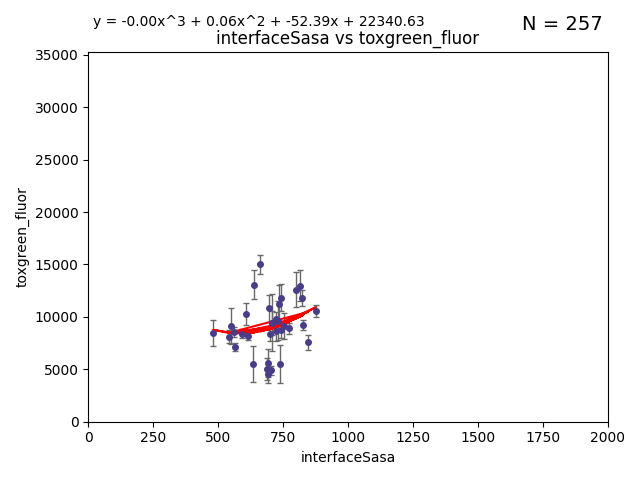 y = -0.00x^3 + 0.06x^2 + -52.39x + 22340.63
N = 257
interfaceSasa vs toxgreen_fluor
35000
30000
25000
20000
15000
10000
5000
0
toxgreen_fluor
0 250 500 750 1000 1250 1500 1750 2000
interfaceSasa